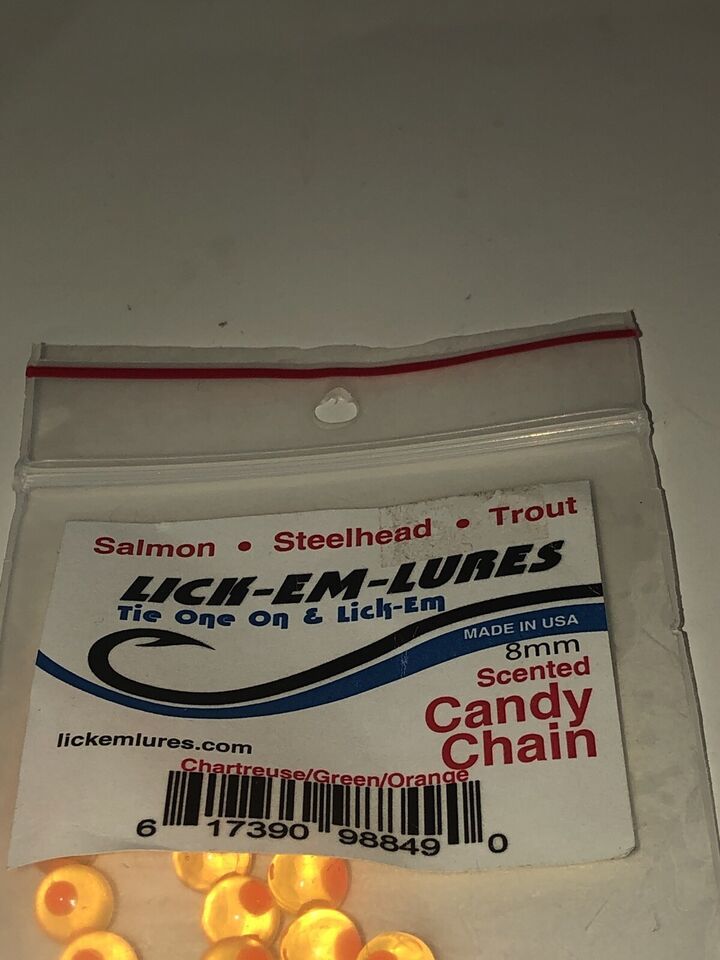 Salmon • Steelhead • Trout
LICK-EM-LURES
Tie One On & Lick-Em
MADE IN USA
8mm
Scented
Candy
Chain
lickemlures.com
Chartreuse/Green/Orange
6 17390 98849 0